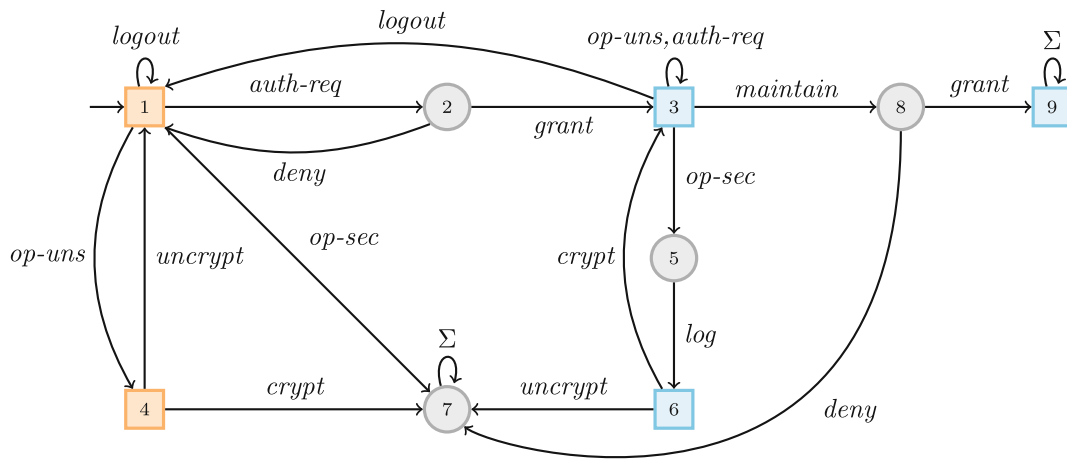 logout
logout
op-uns,auth-req
Σ
auth-req
maintain
grant
1
2
3
8
9
grant
deny
op-sec
op-sec
op-uns
uncrypt
crypt
5
log
Σ
crypt
uncrypt
4
7
6
deny